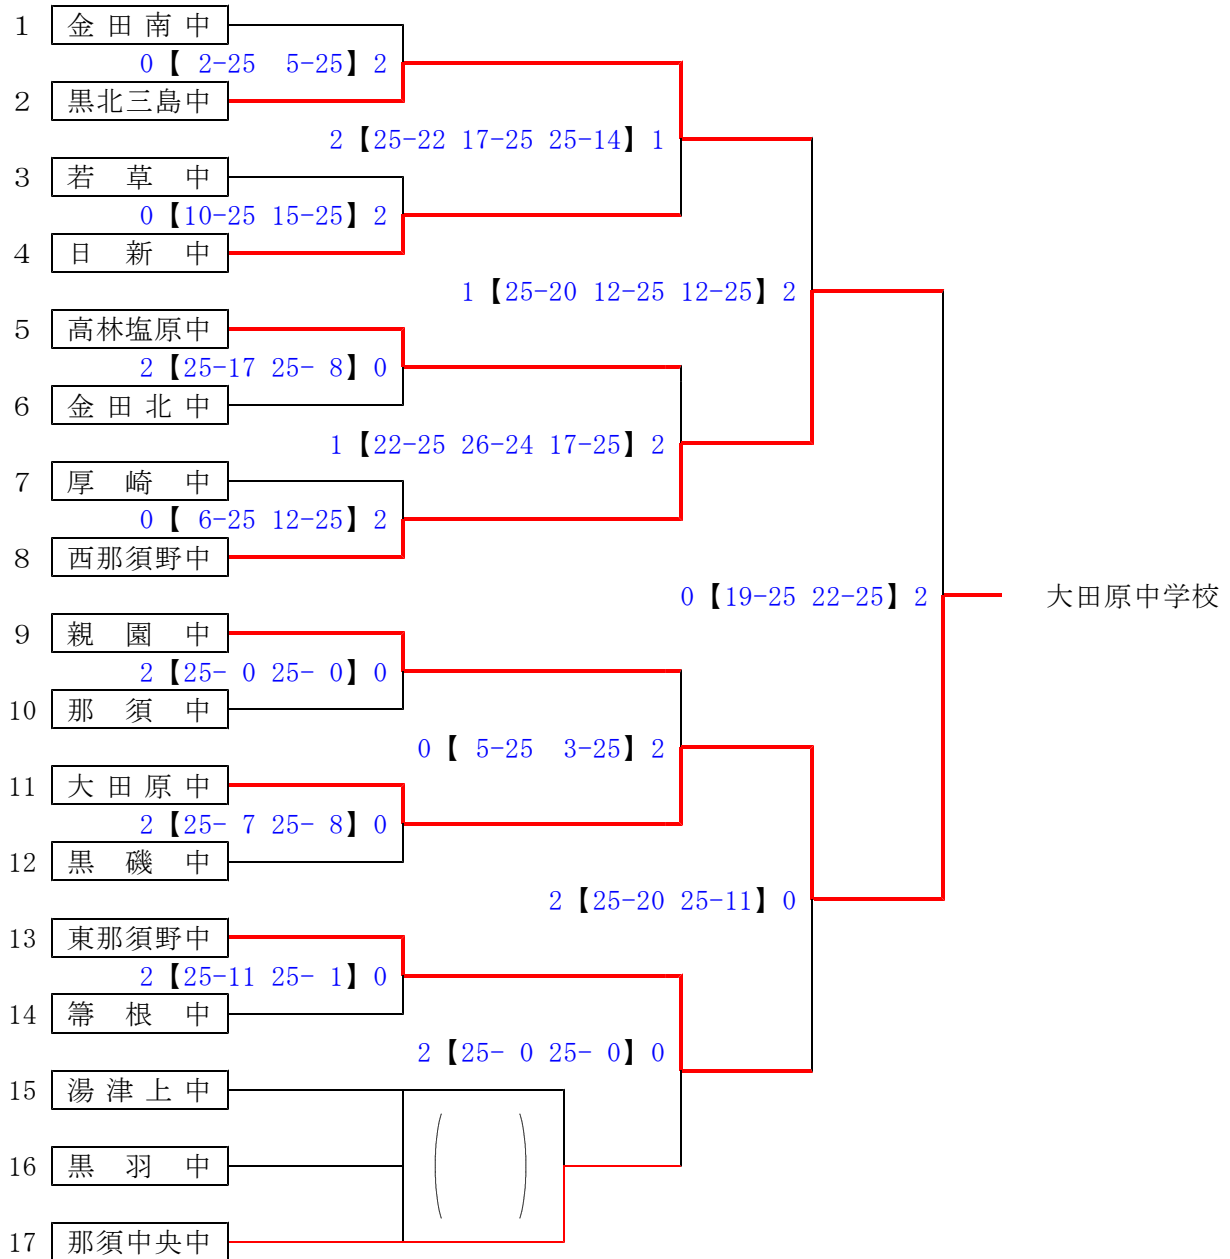 1 金田南中
0【 2-25  5-25】2
2 黒北三島中
2【25-22 17-25 25-14】1
3 若草中
0【10-25 15-25】2
4 日新中
1【25-20 12-25 12-25】2
5 高林塩原中
2【25-17 25- 8】0
6 金田北中
1【22-25 26-24 17-25】2
7 厚崎中
0【 6-25 12-25】2
8 西那須野中
0【19-25 22-25】2 大田原中学校
9 親園中
2【25- 0 25- 0】0
10 那須中
0【 5-25  3-25】2
11 大田原中
2【25- 7 25- 8】0
12 黒磯中
2【25-20 25-11】0
13 東那須野中
2【25-11 25- 1】0
14 箒根中
2【25- 0 25- 0】0
15 湯津上中
16 黒羽中
17 那須中央中